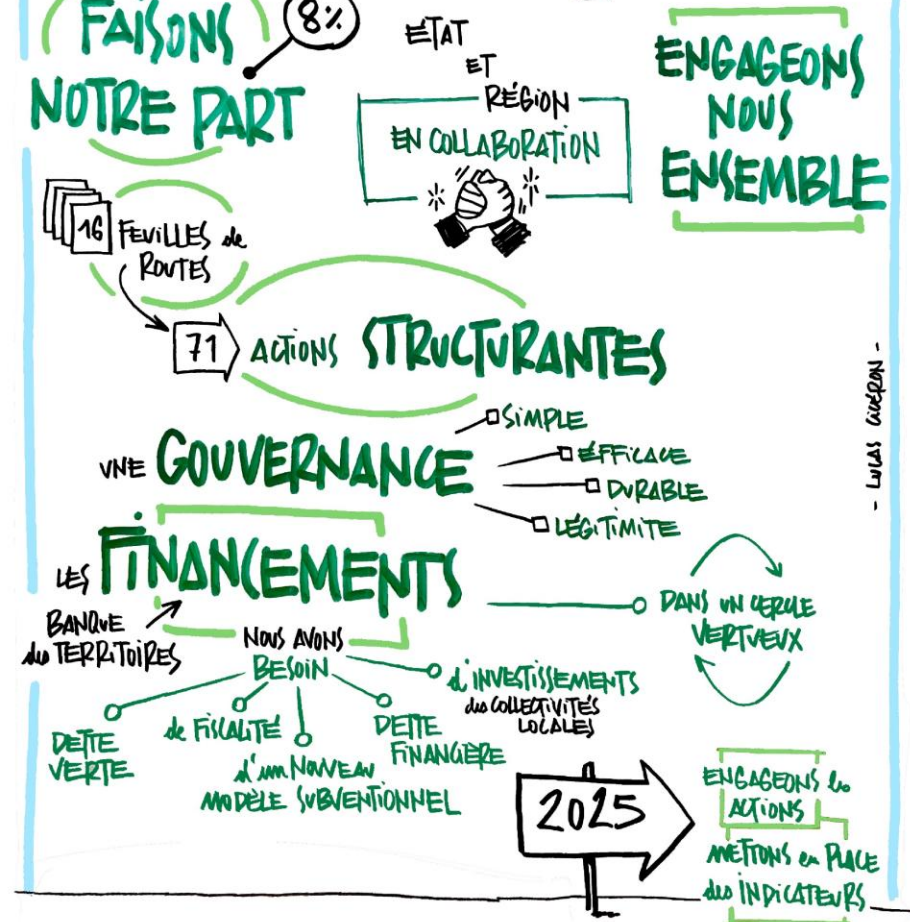 FAISONS
NOTRE PART
8%
ETAT
ET
RÉGION
EN COLLABORATION
ENGAGEONS
NOUS
ENSEMBLE
16
FEUILLES de
ROUTES
71
ACTIONS STRUCTURANTES
UNE GOUVERNANCE
SIMPLE
EFFICACE
DURABLE
LÉGITIMITE
LES FINANCEMENTS
BANQUE
des TERRITOIRES
DANS UN CERCLE
VERTUEUX
NOUS AVONS
BESOIN
DETTE
VERTE
de FISCALITÉ
d'un NOUVEAU
MODÈLE SUBVENTIONNEL
DETTE
FINANCIÈRE
d'INVESTISSEMENTS
des COLLECTIVITÉS
LOCALES
2025
ENGAGEONS les
ACTIONS
METTONS en PLACE
des INDICATEURS
- LUCAS